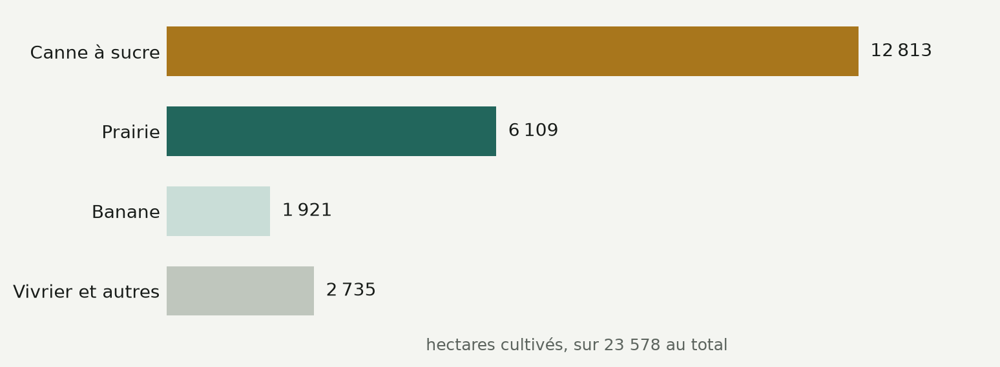 Canne à sucre 12 813
Prairie 6 109
Banane 1 921
Vivrier et autres 2 735
hectares cultivés, sur 23 578 au total